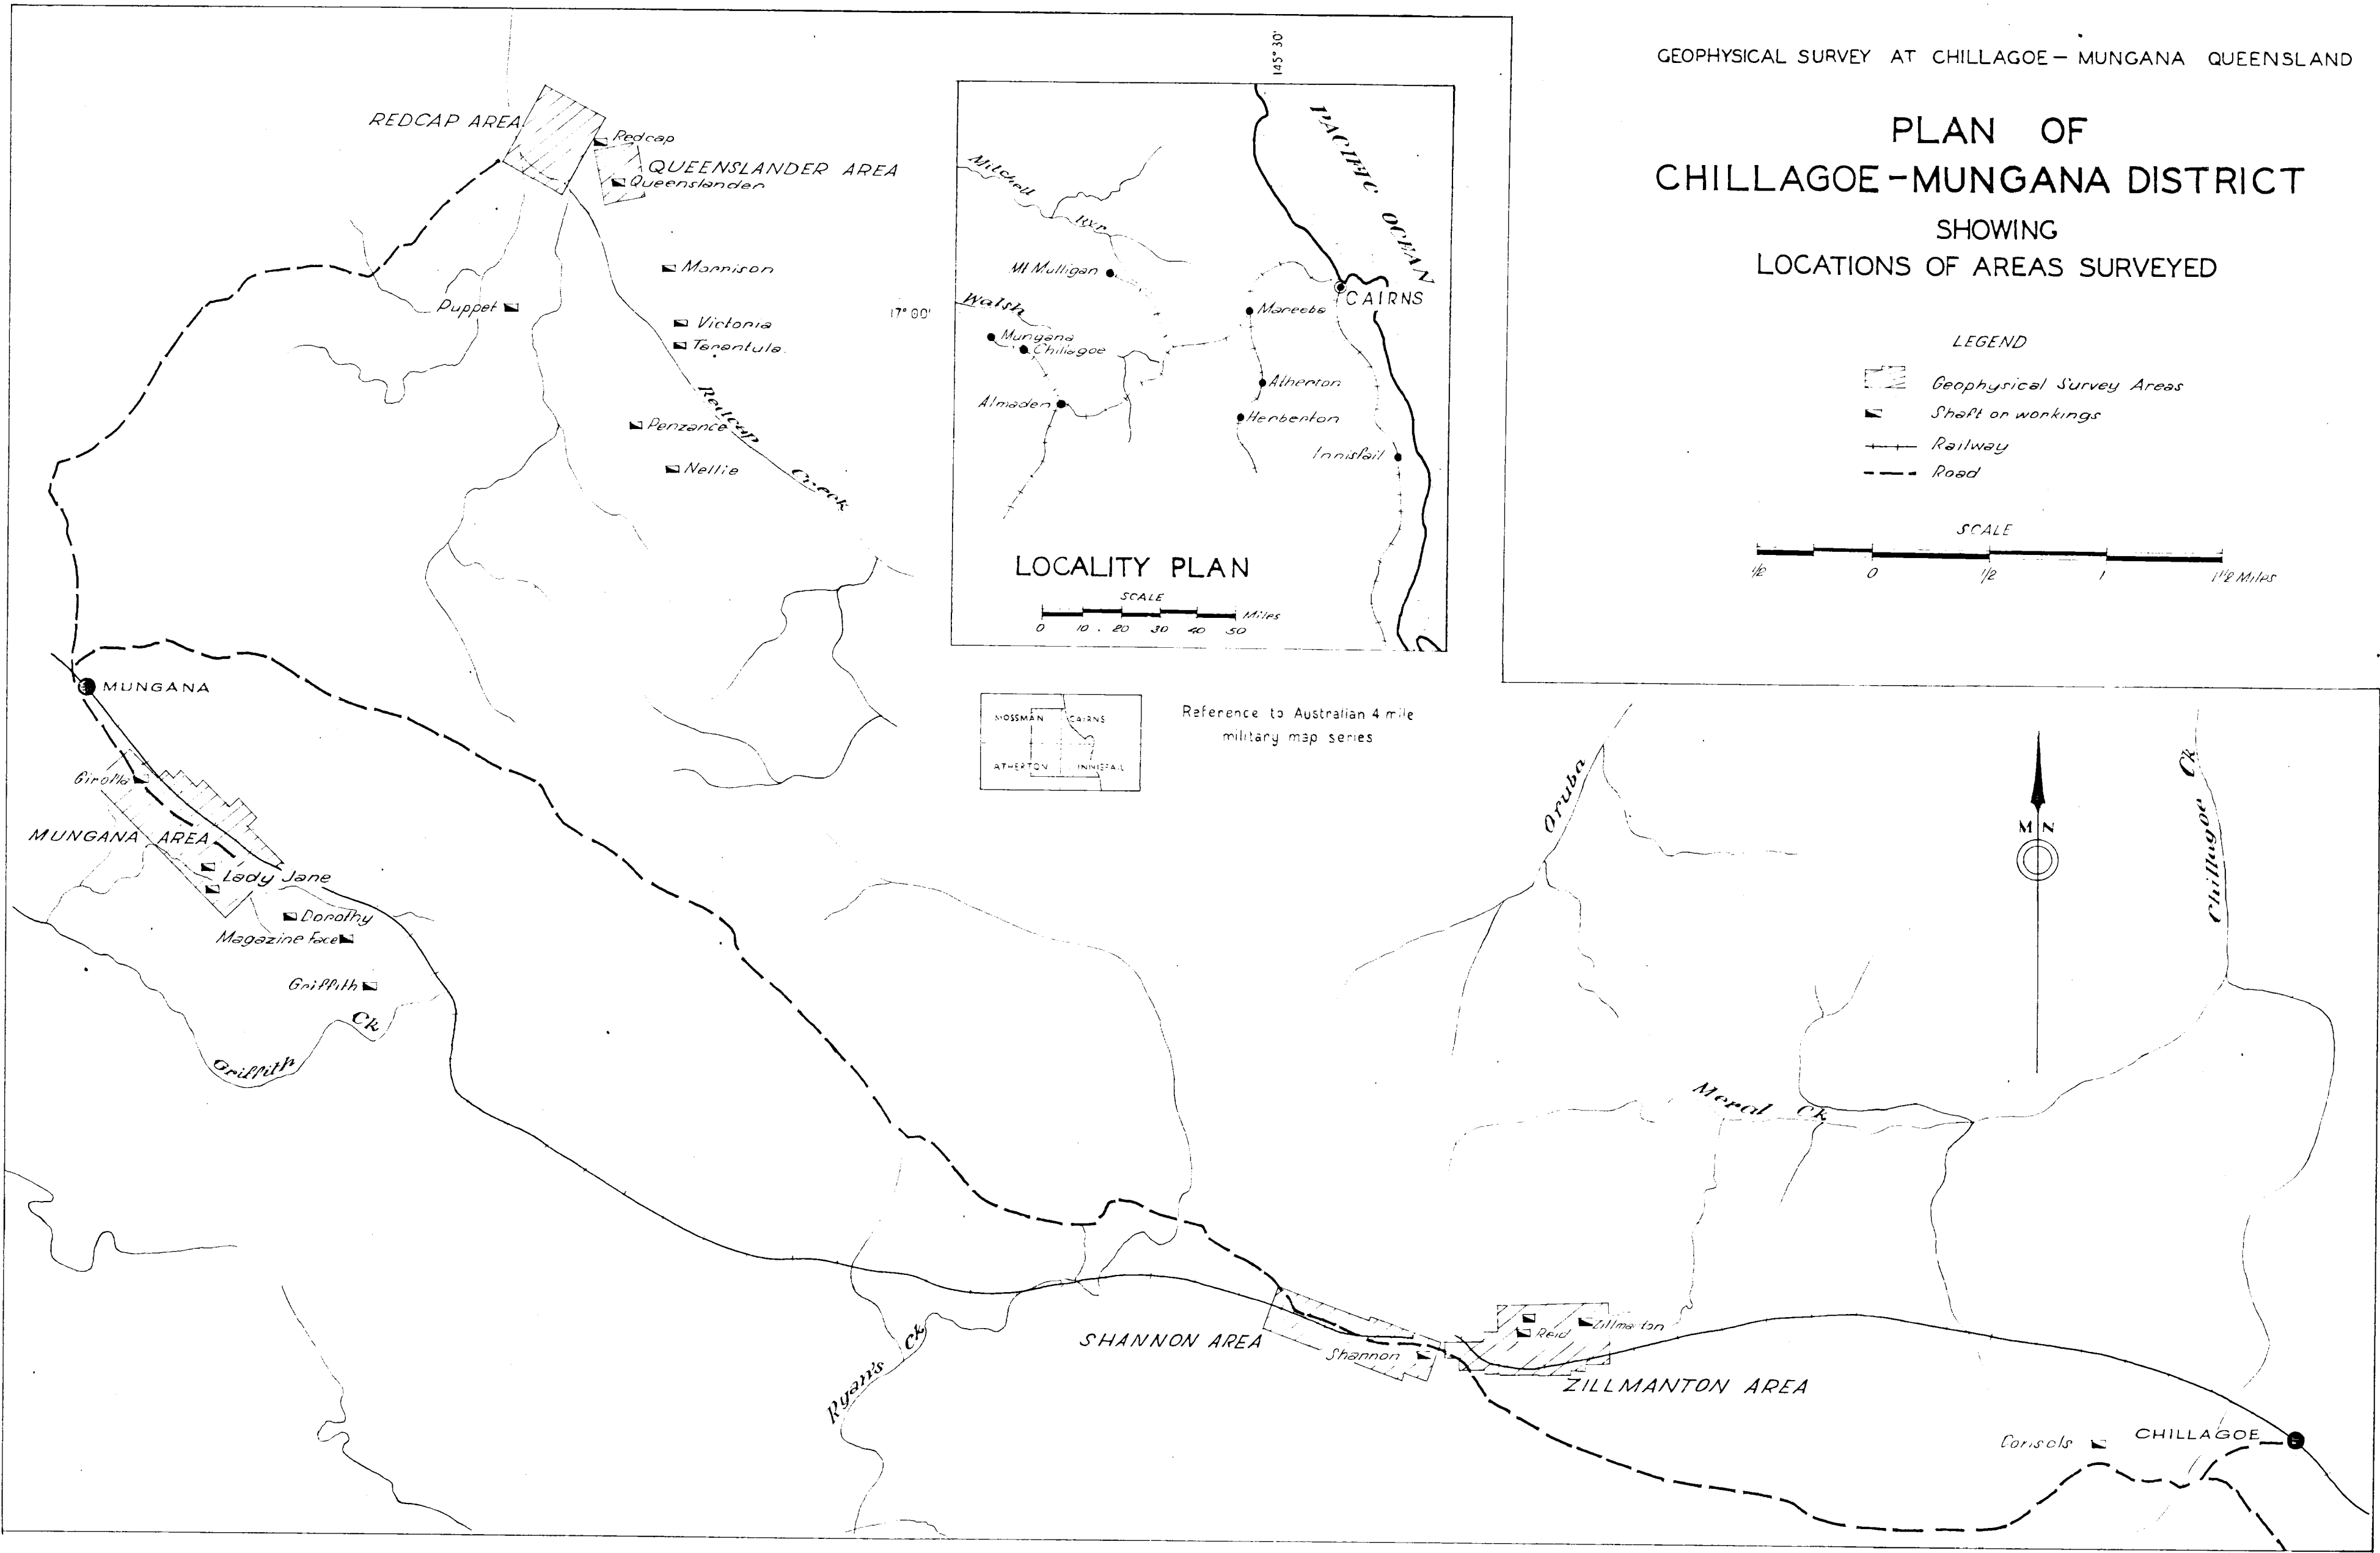 GEOPHYSICAL SURVEY AT CHILLAGOE - MUNGANA QUEENSLAND
PLAN OF
CHILLAGOE-MUNGANA DISTRICT
SHOWING
LOCATIONS OF AREAS SURVEYED
LEGEND
Geophysical Survey Areas
Shaft or workings
Railway
Road
SCALE
1/2 0 1/2 1 1 1/2 Miles
REDCAP AREA
Redcap
QUEENSLANDER AREA
Queenslander
Morrison
Puppet
Victoria
Tarantula
Redcap Creek
Penzance
Nellie
145° 30'
17° 00'
PACIFIC OCEAN
Mitchell Rvr
Mt Mulligan
Walsh
CAIRNS
Mareeba
Mungana
Chillagoe
Atherton
Almaden
Herberton
Innisfail
LOCALITY PLAN
SCALE
0 10 20 30 40 50 Miles
MOSSMAN CAIRNS
ATHERTON INNISFAIL
Reference to Australian 4 mile
military map series
MUNGANA
Girofla
MUNGANA AREA
Lady Jane
Dorothy
Magazine Face
Griffith
Griffith Ck
Oruba
M N
Chillagoe Ck
Ck
SHANNON AREA
Shannon
Reid
Zillmanton
ZILLMANTON AREA
Ryan's Ck
Consols
CHILLAGOE